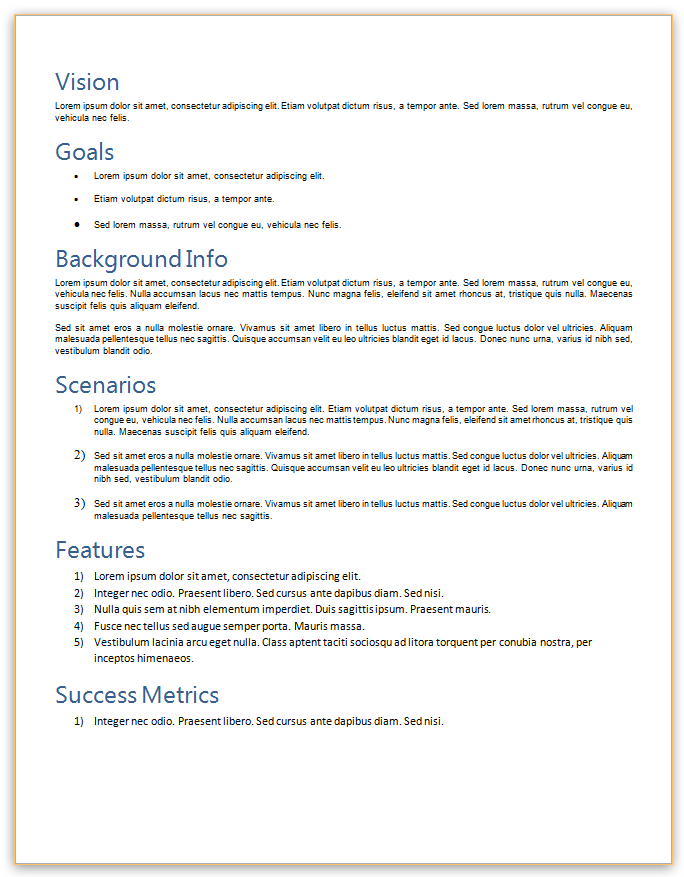 Vision
Lorem ipsum dolor sit amet, consectetur adipiscing elit. Etiam volutpat dictum risus, a tempor ante. Sed lorem massa, rutrum vel congue eu,
vehicula nec felis.
Goals
• Lorem ipsum dolor sit amet, consectetur adipiscing elit.
• Etiam volutpat dictum risus, a tempor ante.
• Sed lorem massa, rutrum vel congue eu, vehicula nec felis.
Background Info
Lorem ipsum dolor sit amet, consectetur adipiscing elit. Etiam volutpat dictum risus, a tempor ante. Sed lorem massa, rutrum vel congue eu,
vehicula nec felis. Nulla accumsan lacus nec mattis tempus. Nunc magna felis, eleifend sit amet rhoncus at, tristique quis nulla. Maecenas
suscipit felis quis aliquam eleifend.
Sed sit amet eros a nulla molestie ornare. Vivamus sit amet libero in tellus luctus mattis. Sed congue luctus dolor vel ultricies. Aliquam
malesuada pellentesque tellus nec sagittis. Quisque accumsan velit eu leo ultricies blandit eget id lacus. Donec nunc urna, varius id nibh sed,
vestibulum blandit odio.
Scenarios
1) Lorem ipsum dolor sit amet, consectetur adipiscing elit. Etiam volutpat dictum risus, a tempor ante. Sed lorem massa, rutrum vel
congue eu, vehicula nec felis. Nulla accumsan lacus nec mattis tempus. Nunc magna felis, eleifend sit amet rhoncus at, tristique quis
nulla. Maecenas suscipit felis quis aliquam eleifend.
2) Sed sit amet eros a nulla molestie ornare. Vivamus sit amet libero in tellus luctus mattis. Sed congue luctus dolor vel ultricies. Aliquam
malesuada pellentesque tellus nec sagittis. Quisque accumsan velit eu leo ultricies blandit eget id lacus. Donec nunc urna, varius id
nibh sed, vestibulum blandit odio.
3) Sed sit amet eros a nulla molestie ornare. Vivamus sit amet libero in tellus luctus mattis. Sed congue luctus dolor vel ultricies. Aliquam
malesuada pellentesque tellus nec sagittis.
Features
1) Lorem ipsum dolor sit amet, consectetur adipiscing elit.
2) Integer nec odio. Praesent libero. Sed cursus ante dapibus diam. Sed nisi.
3) Nulla quis sem at nibh elementum imperdiet. Duis sagittis ipsum. Praesent mauris.
4) Fusce nec tellus sed augue semper porta. Mauris massa.
5) Vestibulum lacinia arcu eget nulla. Class aptent taciti sociosqu ad litora torquent per conubia nostra, per
inceptos himenaeos.
Success Metrics
1) Integer nec odio. Praesent libero. Sed cursus ante dapibus diam. Sed nisi.